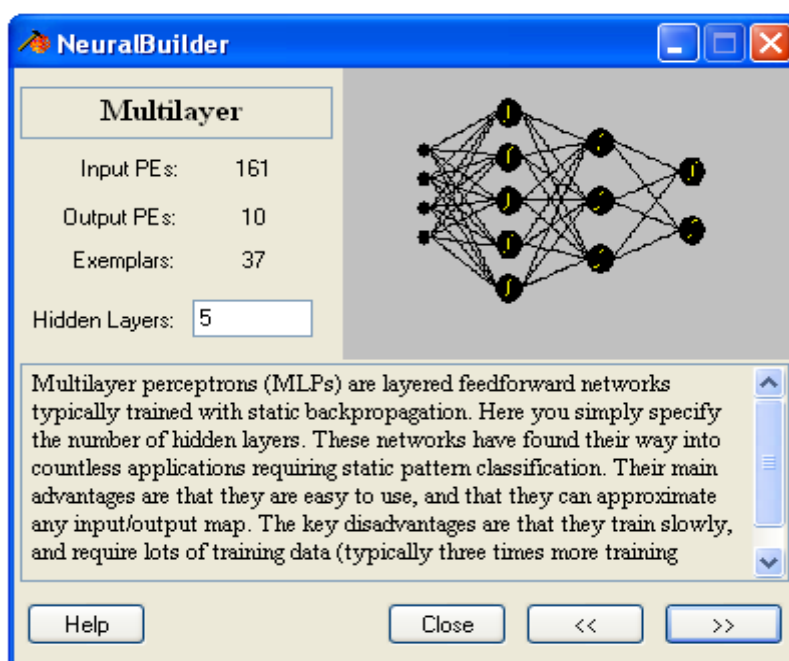 NeuralBuilder
Multilayer
Input PEs: 161
Output PEs: 10
Exemplars: 37
Hidden Layers: 5
Multilayer perceptrons (MLPs) are layered feedforward networks
typically trained with static backpropagation. Here you simply specify
the number of hidden layers. These networks have found their way into
countless applications requiring static pattern classification. Their main
advantages are that they are easy to use, and that they can approximate
any input/output map. The key disadvantages are that they train slowly,
and require lots of training data (typically three times more training
Help Close << >>